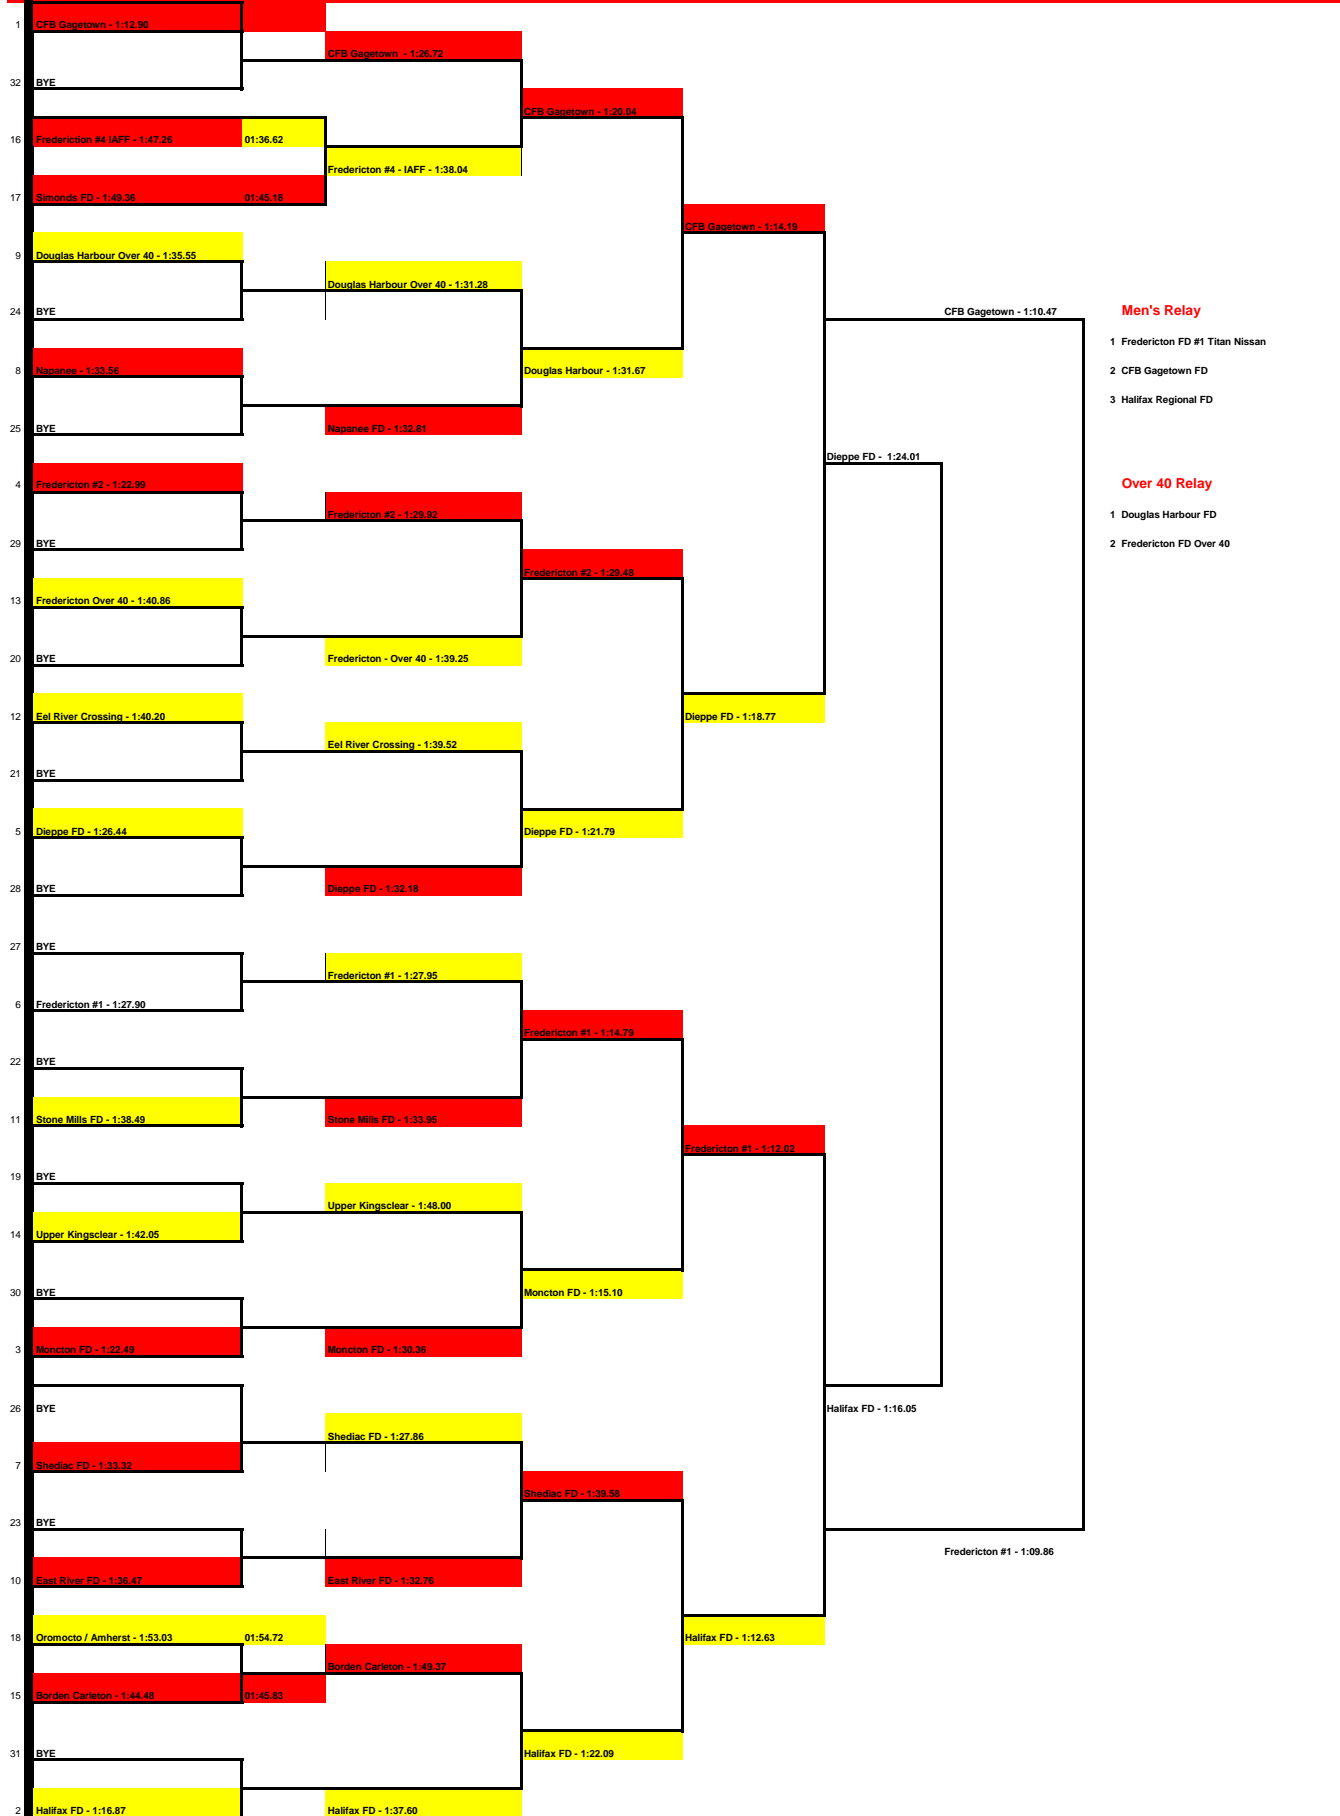 1 CFB Gagetown - 1:12.90
CFB Gagetown - 1:26.72
32 BYE
CFB Gagetown - 1:20.04
16 Frederiction #4 IAFF - 1:47.26 01:36.62
Fredericton #4 - IAFF - 1:38.04
17 Simonds FD - 1:49.36 01:45.18
CFB Gagetown - 1:14.19
9 Douglas Harbour Over 40 - 1:35.55
Douglas Harbour Over 40 - 1:31.28
24 BYE CFB Gagetown - 1:10.47 Men's Relay
1 Fredericton FD #1 Titan Nissan
8 Napanee - 1:33.56 Douglas Harbour - 1:31.67 2 CFB Gagetown FD
3 Halifax Regional FD
25 BYE Napanee FD - 1:32.81
Dieppe FD - 1:24.01
4 Fredericton #2 - 1:22.99 Over 40 Relay
Fredericton #2 - 1:29.92 1 Douglas Harbour FD
29 BYE 2 Fredericton FD Over 40
Fredericton #2 - 1:29.48
13 Fredericton Over 40 - 1:40.86
20 BYE Fredericton - Over 40 - 1:39.25
12 Eel River Crossing - 1:40.20 Dieppe FD - 1:18.77
Eel River Crossing - 1:39.52
21 BYE
5 Dieppe FD - 1:26.44 Dieppe FD - 1:21.79
28 BYE Dieppe FD - 1:32.18
27 BYE
Fredericton #1 - 1:27.95
6 Fredericton #1 - 1:27.90
Fredericton #1 - 1:14.79
22 BYE
11 Stone Mills FD - 1:38.49 Stone Mills FD - 1:33.95
Fredericton #1 - 1:12.02
19 BYE
Upper Kingsclear - 1:48.00
14 Upper Kingsclear - 1:42.05
30 BYE Moncton FD - 1:15.10
3 Moncton FD - 1:22.49 Moncton FD - 1:30.36
26 BYE Halifax FD - 1:16.05
Shediac FD - 1:27.86
7 Shediac FD - 1:33.32
Shediac FD - 1:39.58
23 BYE
Fredericton #1 - 1:09.86
10 East River FD - 1:36.47 East River FD - 1:32.76
18 Oromocto / Amherst - 1:53.03 01:54.72 Halifax FD - 1:12.63
Borden Carleton - 1:49.37
15 Borden Carleton - 1:44.48 01:45.83
31 BYE Halifax FD - 1:22.09
2 Halifax FD - 1:16.87 Halifax FD - 1:37.60